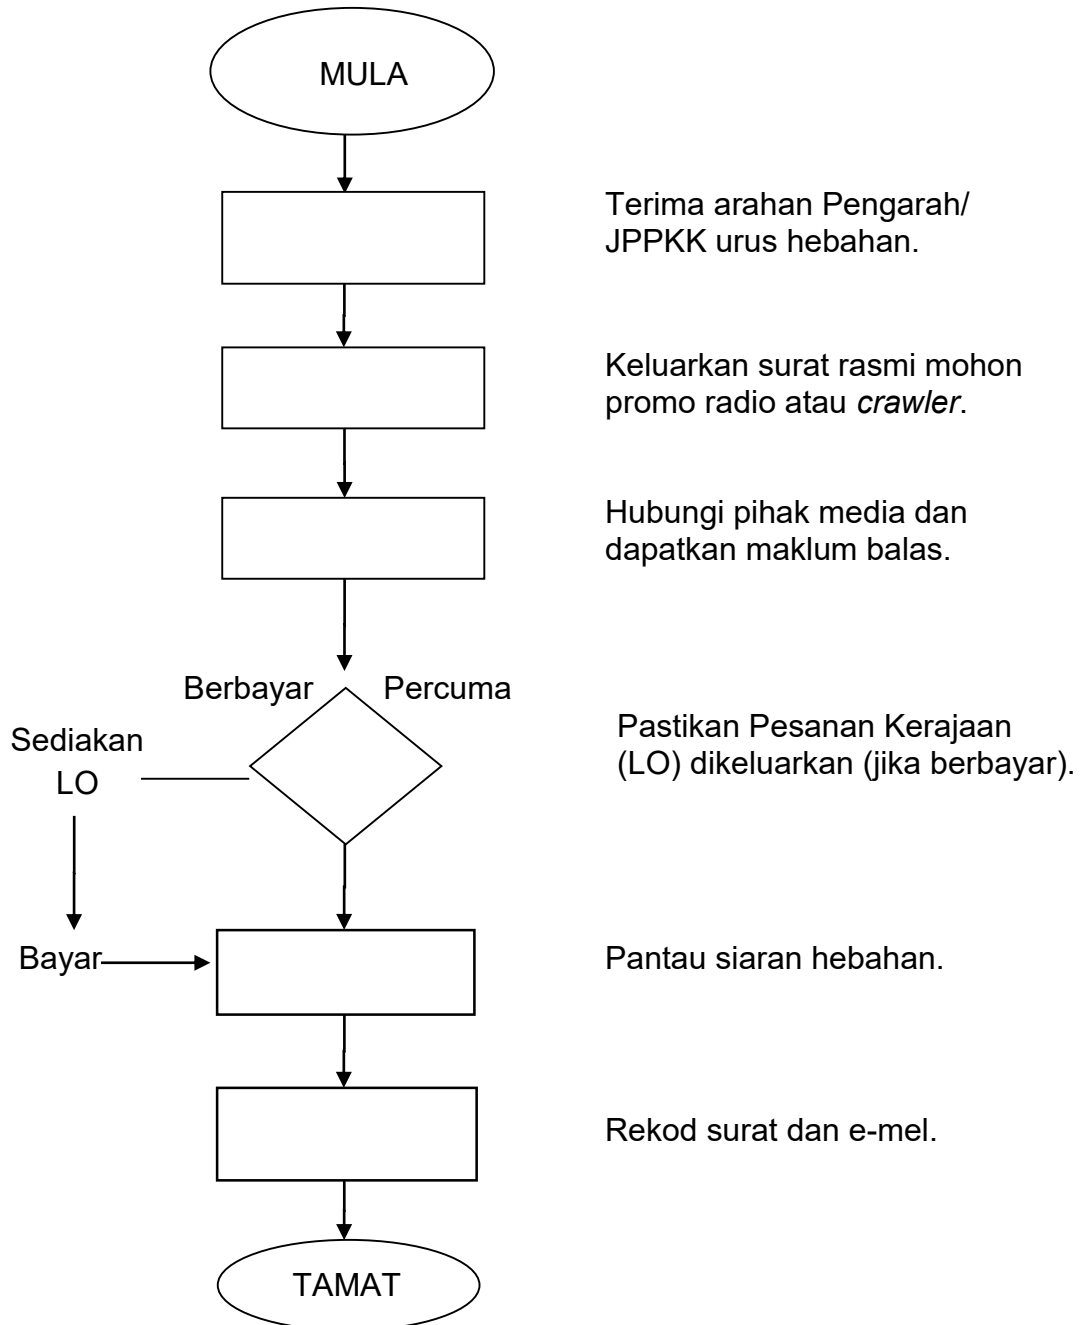 MULA
Terima arahan Pengarah/
JPPKK urus hebahan.
Keluarkan surat rasmi mohon
promo radio atau crawler.
Hubungi pihak media dan
dapatkan maklum balas.
Berbayar
Percuma
Sediakan
LO
Pastikan Pesanan Kerajaan
(LO) dikeluarkan (jika berbayar).
Bayar
Pantau siaran hebahan.
Rekod surat dan e-mel.
TAMAT